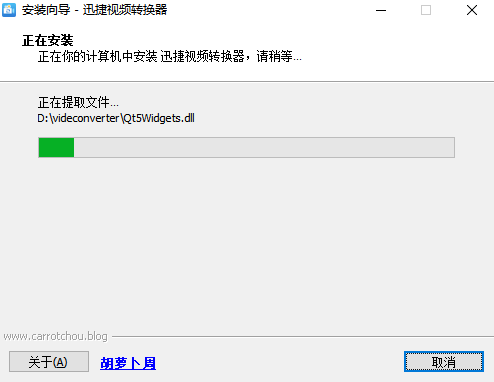 安装向导 - 迅捷视频转换器
正在安装
正在你的计算机中安装 迅捷视频转换器，请稍等...
正在提取文件...
D:\videconverter\Qt5Widgets.dll
www.carrotchou.blog
关于(A)
胡萝卜周
取消